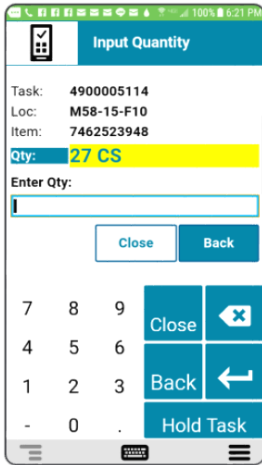 100% 6:21 PM
Input Quantity
Task: 4900005114
Loc: M58-15-F10
Item: 7462523948
Qty: 27 CS
Enter Qty:
Close Back
7 8 9 Close
4 5 6
1 2 3 Back
- 0 . Hold Task